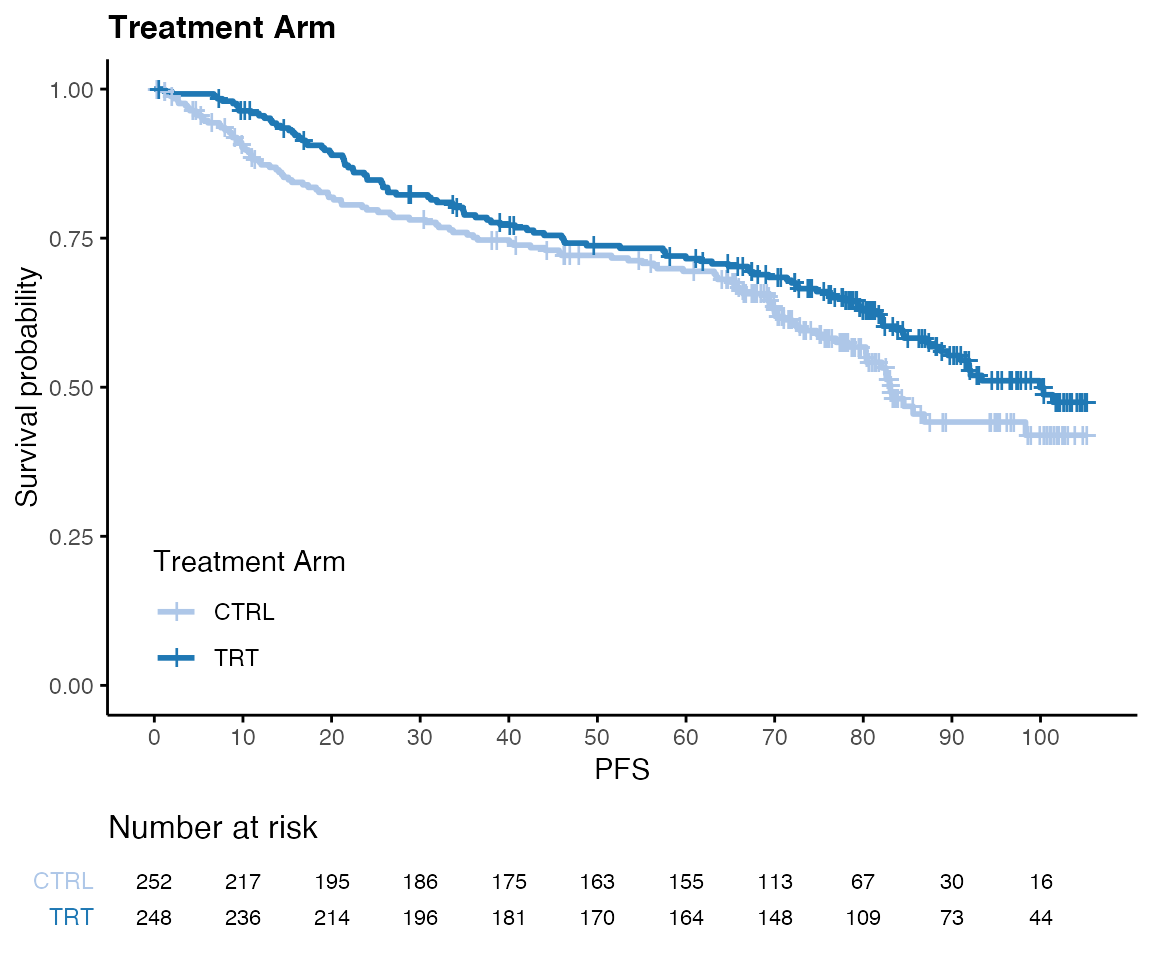 Treatment Arm
Survival probability
1.00
0.75
0.50
0.25
0.00
Treatment Arm
CTRL
TRT
0 10 20 30 40 50 60 70 80 90 100
PFS
Number at risk
CTRL 252 217 195 186 175 163 155 113 67 30 16
TRT 248 236 214 196 181 170 164 148 109 73 44